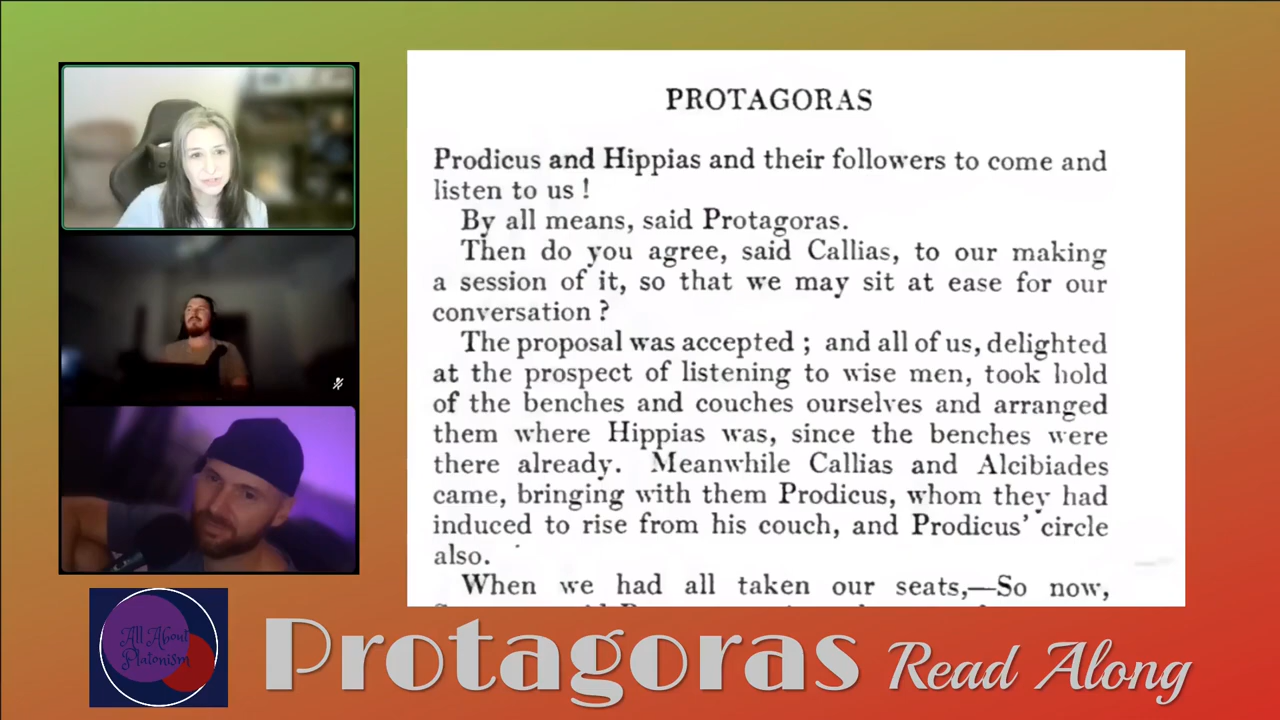 PROTAGORAS
Prodicus and Hippias and their followers to come and
listen to us !
By all means, said Protagoras.
Then do you agree, said Callias, to our making
a session of it, so that we may sit at ease for our
conversation ?
The proposal was accepted ; and all of us, delighted
at the prospect of listening to wise men, took hold
of the benches and couches ourselves and arranged
them where Hippias was, since the benches were
there already. Meanwhile Callias and Alcibiades
came, bringing with them Prodicus, whom they had
induced to rise from his couch, and Prodicus' circle
also.
When we had all taken our seats,—So now,
All About
Platonism
Protagoras Read Along